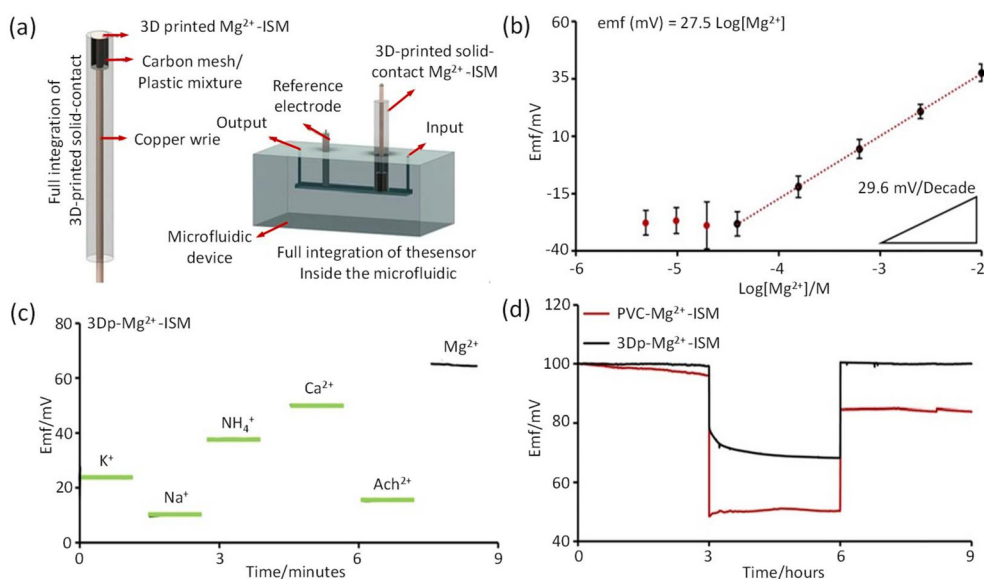 (a)
3D printed Mg²⁺-ISM
Carbon mesh/
Plastic mixture
Full integration of
3D-printed solid-contact
Copper wrie
Reference
electrode
3D-printed solid-
contact Mg²⁺-ISM
Output
Input
Microfluidic
device
Full integration of thesensor
Inside the microfluidic
(b)
emf (mV) = 27.5 Log[Mg²⁺]
Emf/mV
60
35
10
-15
-40
29.6 mV/Decade
-6 -5 -4 -3 -2
Log[Mg²⁺]/M
(c)
3Dp-Mg²⁺-ISM
Emf/mV
80
60
40
20
0
K⁺
Na⁺
NH₄⁺
Ca²⁺
Ach²⁺
Mg²⁺
0 3 6 9
Time/minutes
(d)
PVC-Mg²⁺-ISM
3Dp-Mg²⁺-ISM
Emf/mV
120
100
80
60
40
0 3 6 9
Time/hours